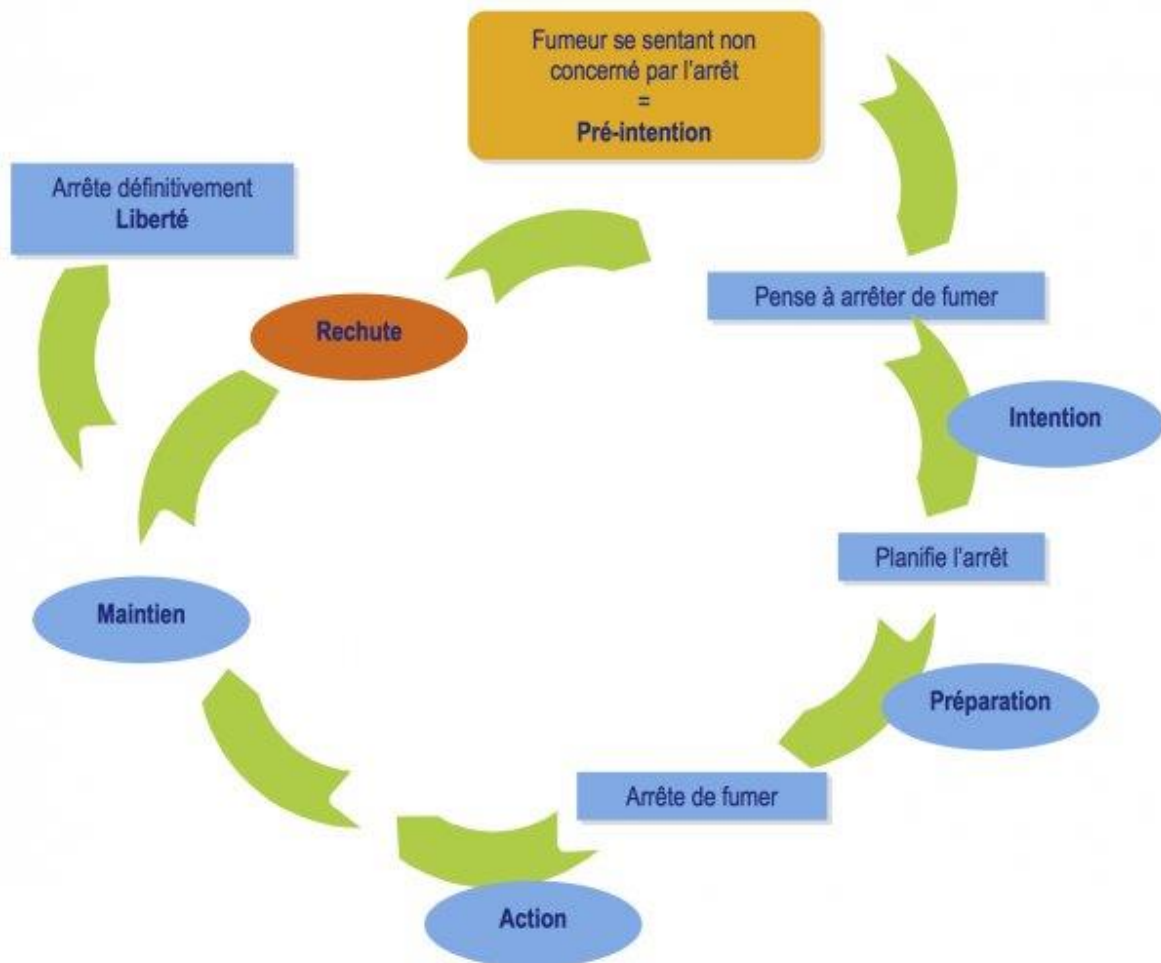 Fumeur se sentant non
concerné par l'arrêt
=
Pré-intention
Arrête définitivement
Liberté
Pense à arrêter de fumer
Rechute
Intention
Planifie l'arrêt
Maintien
Préparation
Arrête de fumer
Action